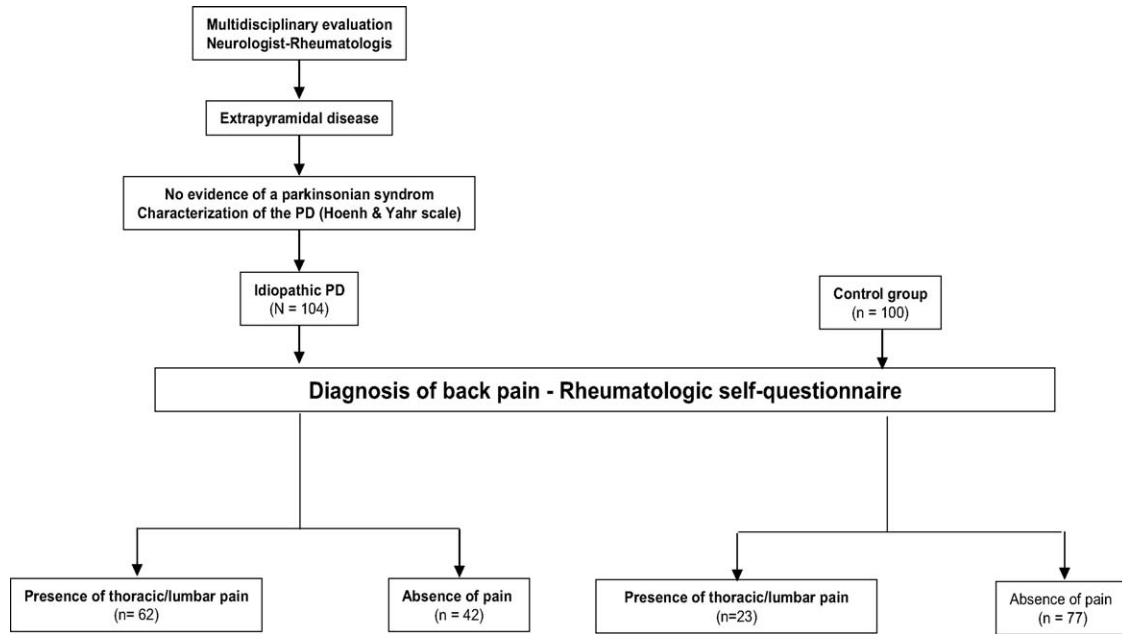 Multidisciplinary evaluation
Neurologist-Rheumatologis
Extrapyramidal disease
No evidence of a parkinsonian syndrom
Characterization of the PD (Hoenh & Yahr scale)
Idiopathic PD
(N = 104)
Control group
(n = 100)
Diagnosis of back pain - Rheumatologic self-questionnaire
Presence of thoracic/lumbar pain
(n= 62)
Absence of pain
(n = 42)
Presence of thoracic/lumbar pain
(n=23)
Absence of pain
(n = 77)